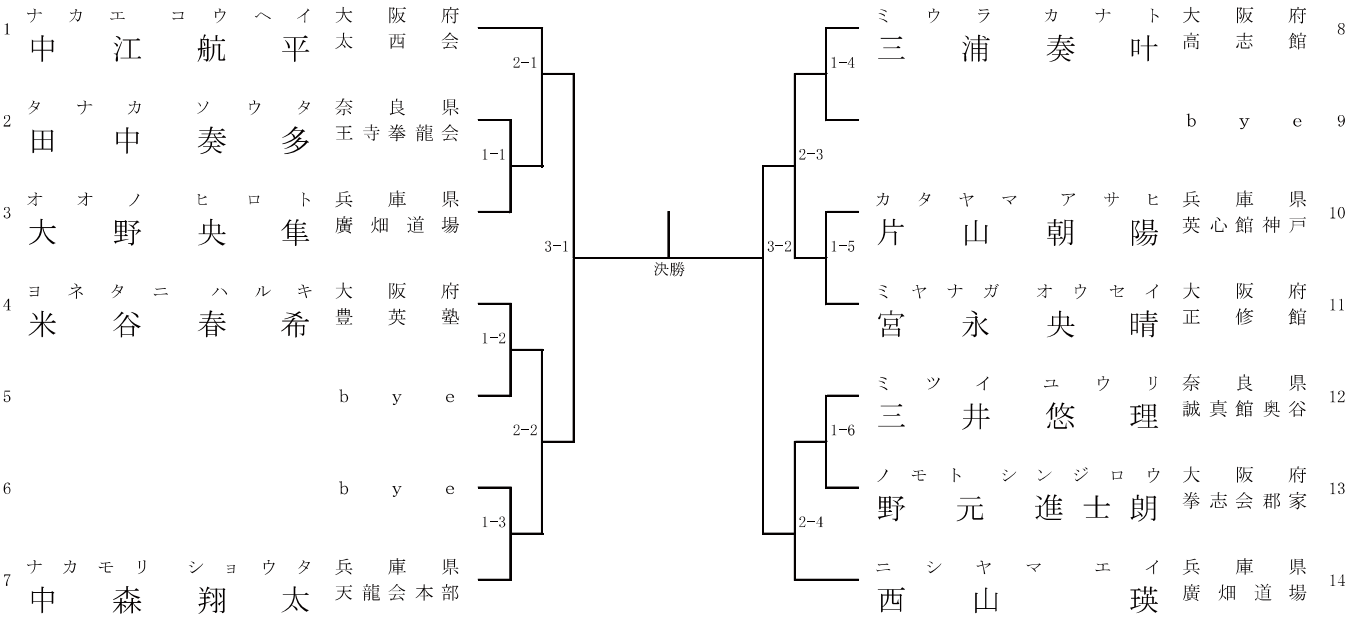 1
ナカエ コウヘイ 大阪府
中江航平 太西会
2
タナカ ソウタ 奈良県
田中奏多 王寺拳龍会
3
オオノ ヒロト 兵庫県
大野央隼 廣畑道場
4
ヨネタニ ハルキ 大阪府
米谷春希 豊英塾
5
bye
6
bye
7
ナカモリ ショウタ 兵庫県
中森翔太 天龍会本部
2-1
1-1
3-1
1-2
2-2
1-3
決勝
1-4
2-3
3-2
1-5
1-6
2-4
ミウラ カナト 大阪府
三浦奏叶 高志館
8
bye
9
カタヤマ アサヒ 兵庫県
片山朝陽 英心館神戸
10
ミヤナガ オウセイ 大阪府
宮永央晴 正修館
11
ミツイ ユウリ 奈良県
三井悠理 誠真館奥谷
12
ノモト シンジロウ 大阪府
野元進士朗 拳志会郡家
13
ニシヤマ エイ 兵庫県
西山瑛 廣畑道場
14